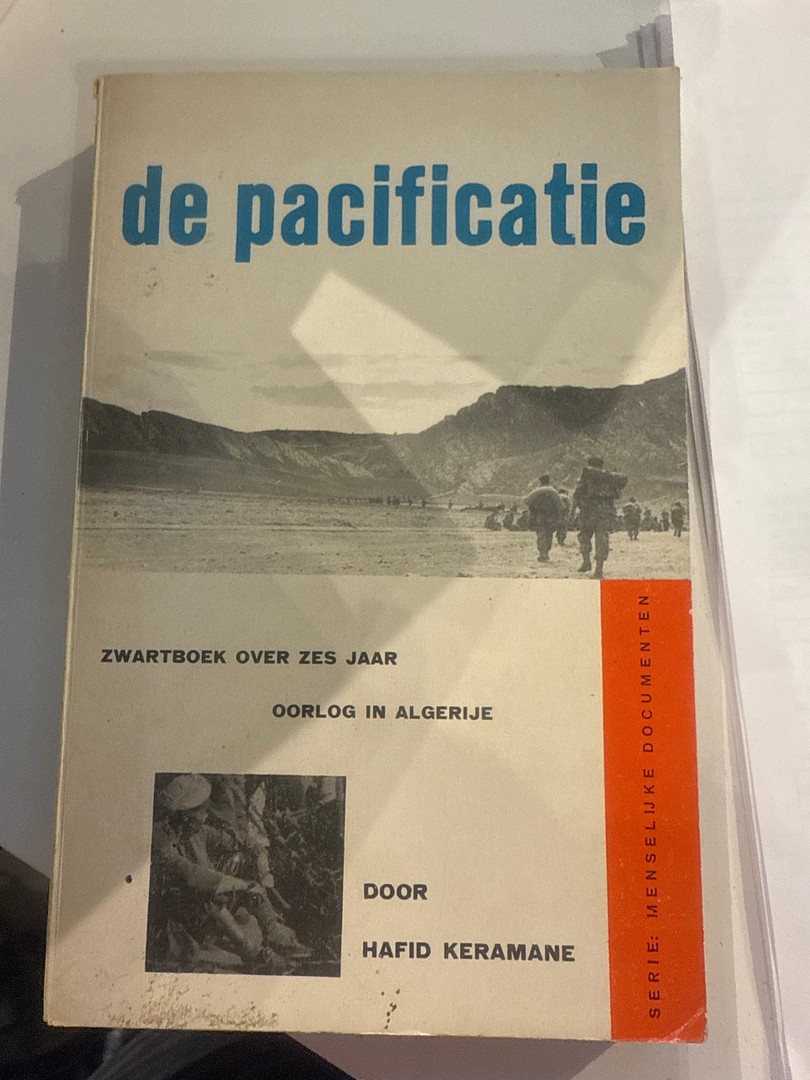 de pacificatie
ZWARTBOEK OVER ZES JAAR
OORLOG IN ALGERIJE
DOOR
HAFID KERAMANE
SERIE: MENSELIJKE DOCUMENTEN